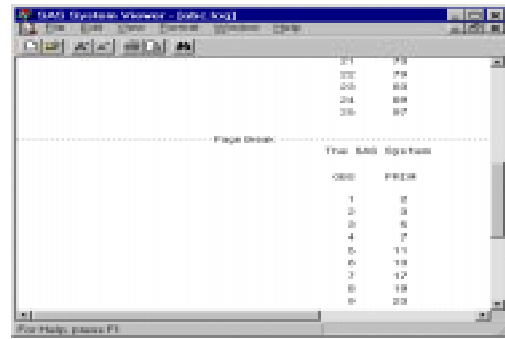 SAS System Viewer - [abc.log]
File Edit View Format Window Help
21 73
22 79
23 83
24 89
25 97
Page Break
The SAS System
OBS PRIM
1 2
2 3
3 5
4 7
5 11
6 13
7 17
8 19
9 23
For Help, press F1